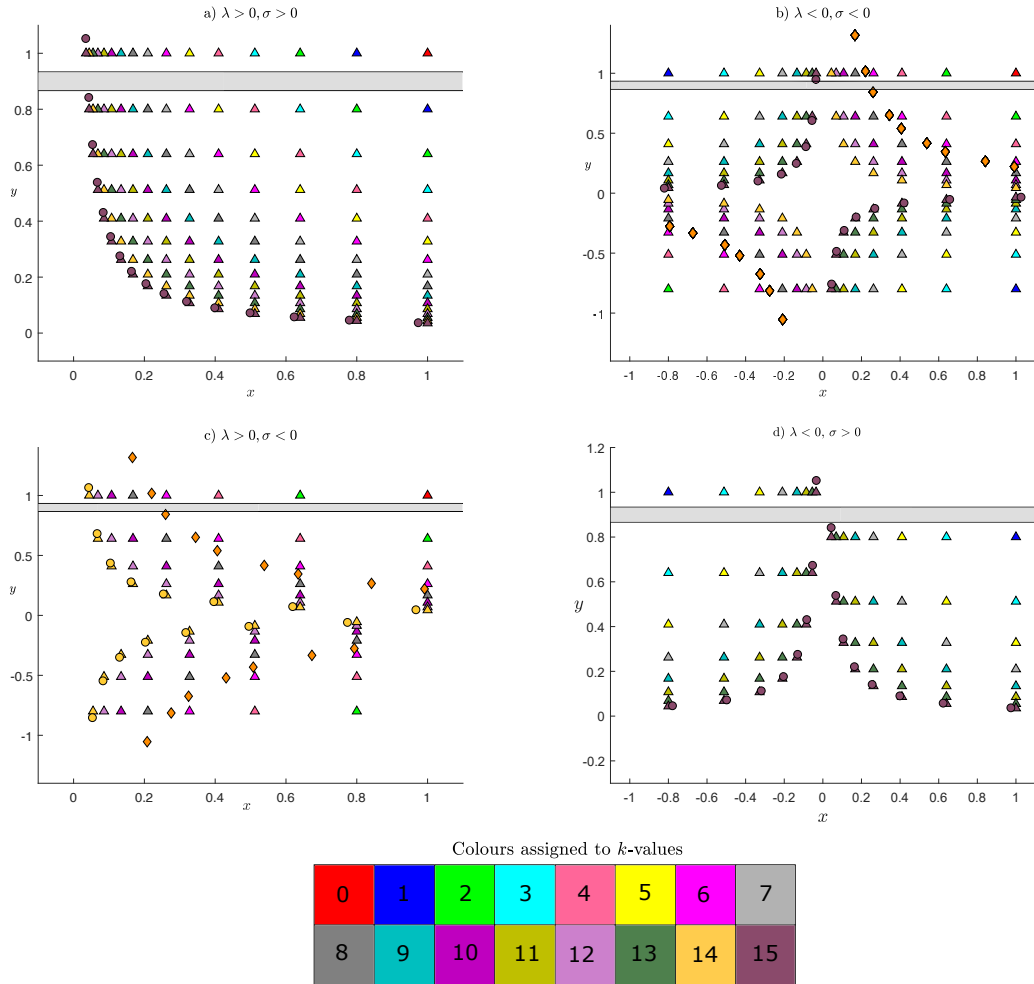 a) λ > 0, σ > 0
1
0.8
0.6
y
0.4
0.2
0
0 0.2 0.4 0.6 0.8 1
x
b) λ < 0, σ < 0
1
0.5
y
0
-0.5
-1
-1 -0.8 -0.6 -0.4 -0.2 0 0.2 0.4 0.6 0.8 1
x
c) λ > 0, σ < 0
1
0.5
y
0
-0.5
-1
0 0.2 0.4 0.6 0.8 1
x
d) λ < 0, σ > 0
1.2
1
0.8
0.6
y
0.4
0.2
0
-0.2
-1 -0.8 -0.6 -0.4 -0.2 0 0.2 0.4 0.6 0.8 1
x
Colours assigned to k-values
0 1 2 3 4 5 6 7
8 9 10 11 12 13 14 15